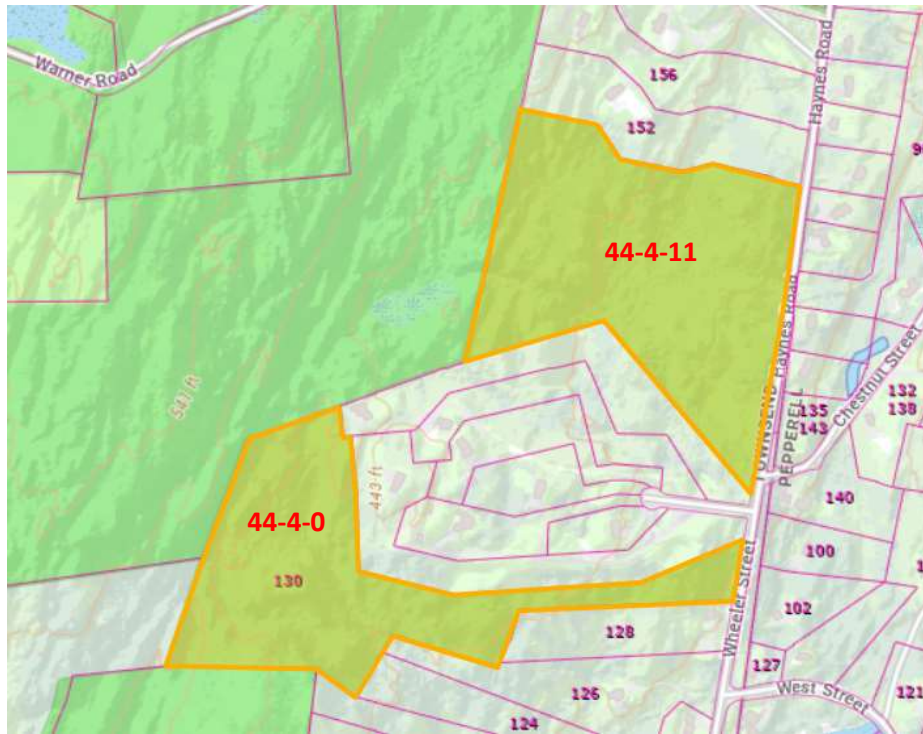 Warner Road
156
152
Haynes Road
44-4-11
541 ft
TOWNSEND
Haynes Road
PEPPERELL
135
143
Chestnut Street
132
138
443 ft
140
44-4-0
130
100
Wheeler Street
102
128
127
West Street
126
121
124